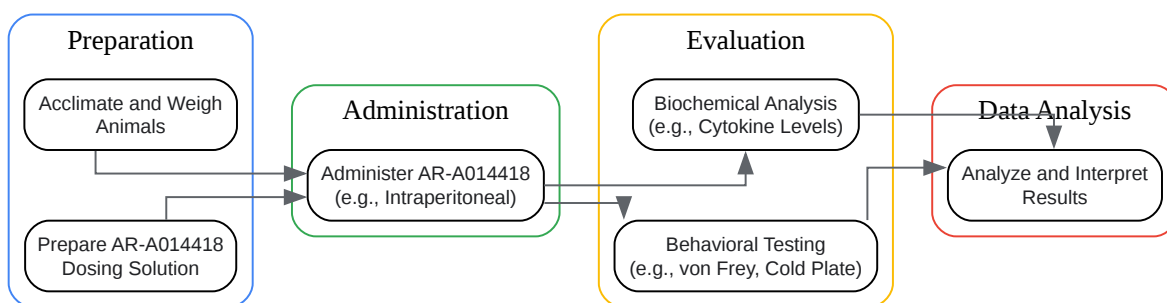 Preparation
Acclimate and Weigh
Animals
Prepare AR-A014418
Dosing Solution
Administration
Administer AR-A014418
(e.g., Intraperitoneal)
Evaluation
Biochemical Analysis
(e.g., Cytokine Levels)
Behavioral Testing
(e.g., von Frey, Cold Plate)
Data Analysis
Analyze and Interpret
Results